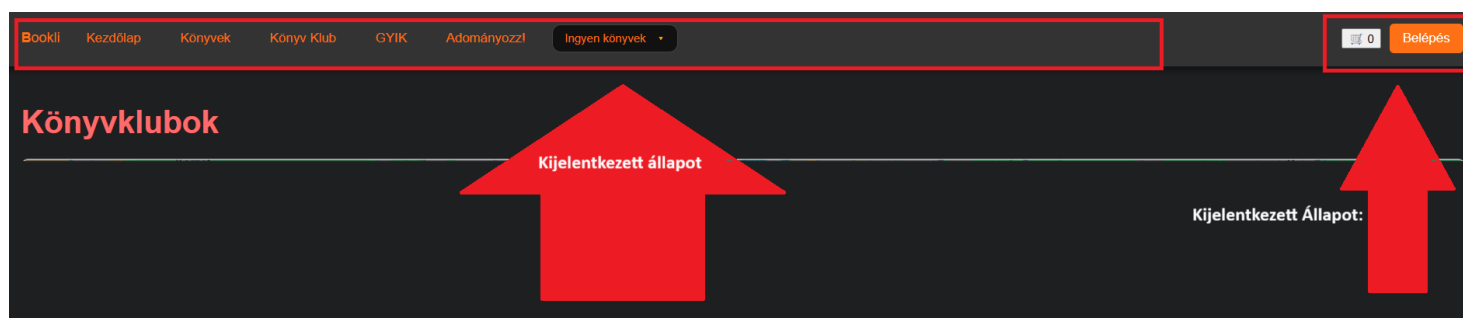 Bookli Kezdőlap Könyvek Könyv Klub GYIK Adományozz! Ingyen könyvek 0 Belépés
Könyvklubok
Kijelentkezett állapot
Kijelentkezett Állapot: